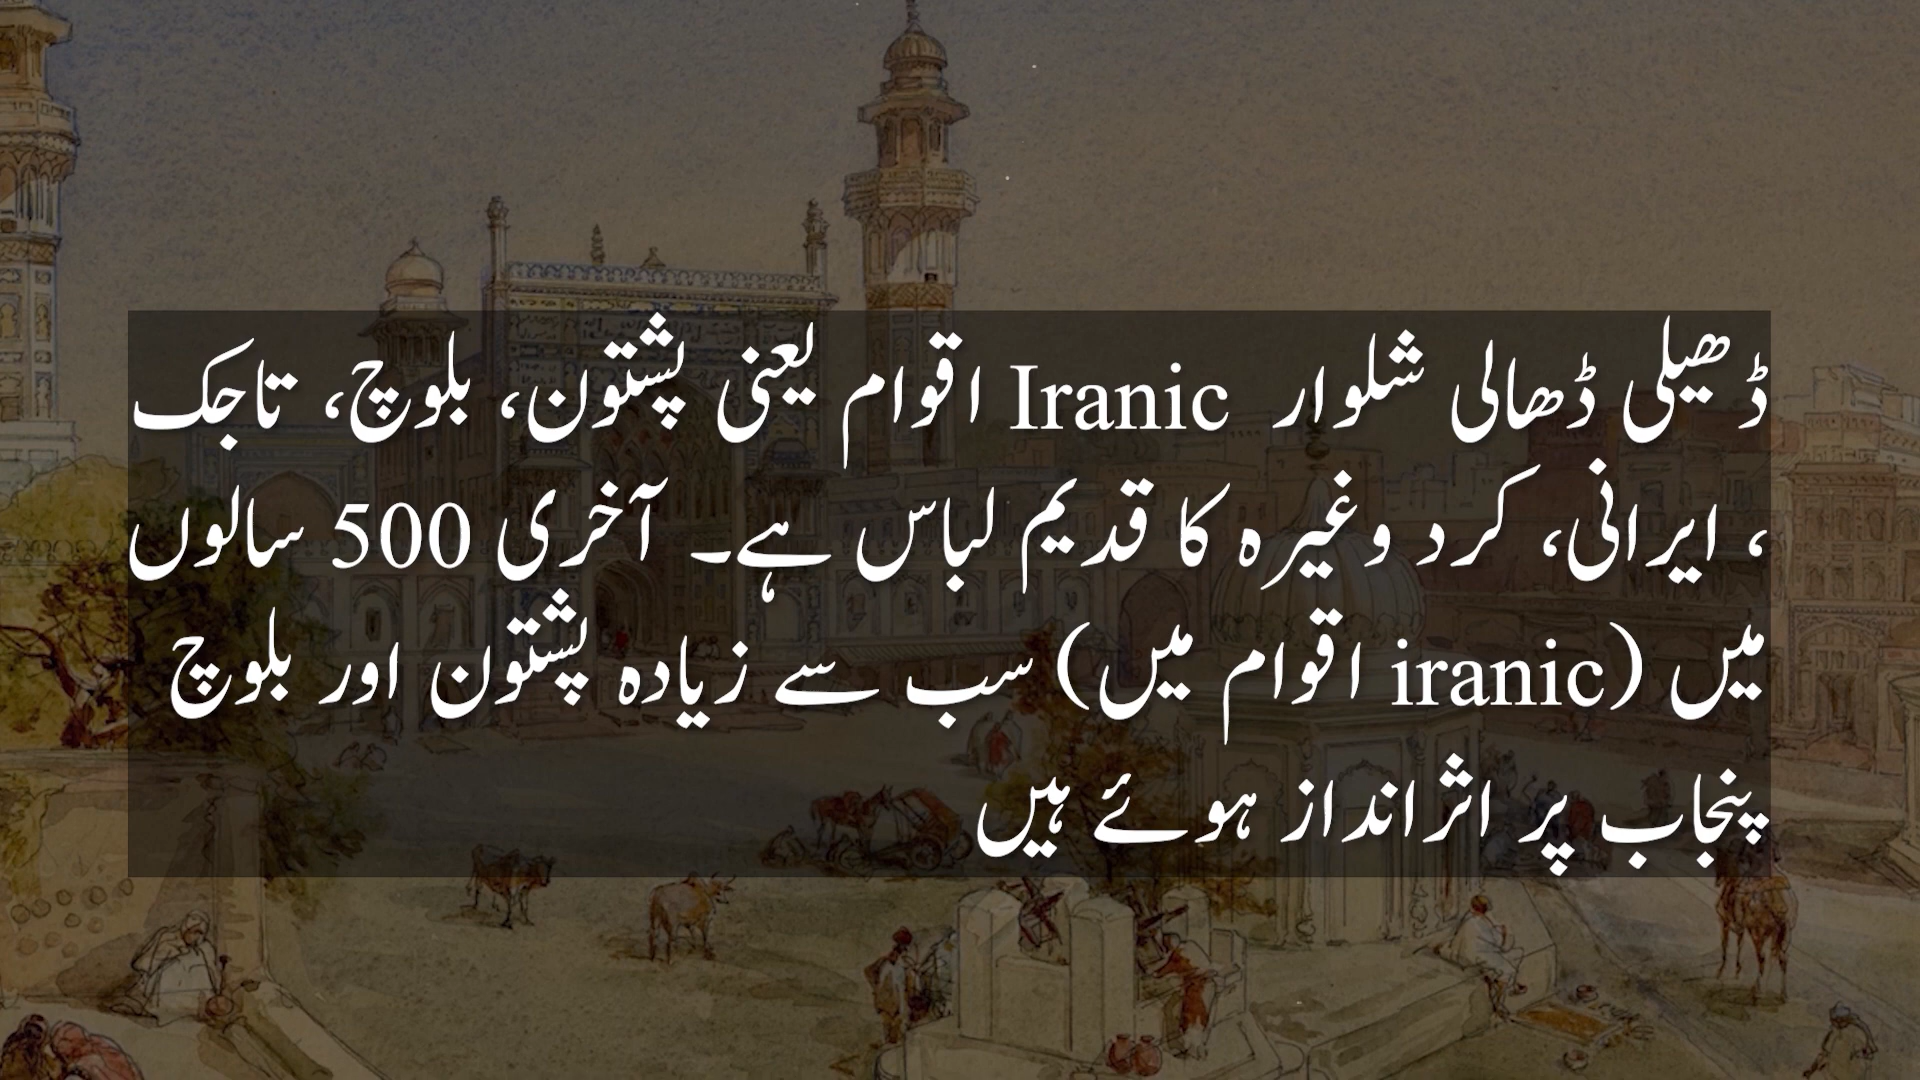 ڈھیلی ڈھالی شلوار Iranic اقوام یعنی پشتون، بلوچ، تاجک
، ایرانی، کرد وغیرہ کا قدیم لباس ہے۔ آخری 500 سالوں
میں (iranic اقوام میں) سب سے زیادہ پشتون اور بلوچ
پنجاب پر اثرانداز ہوئے ہیں